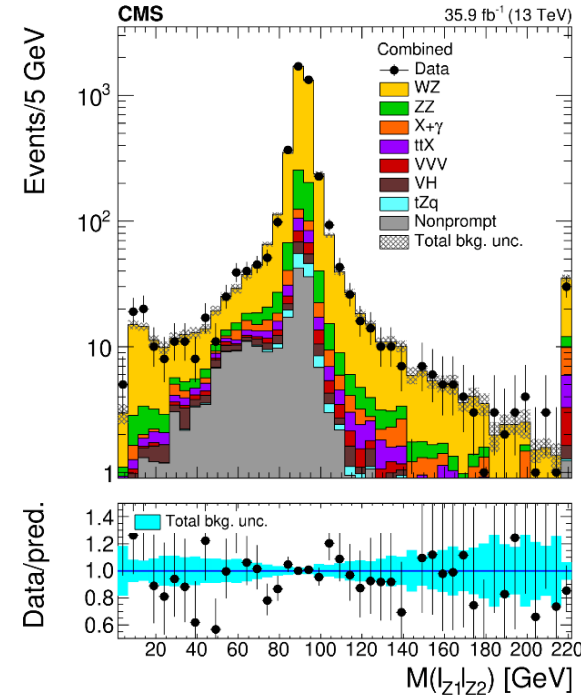 CMS 35.9 fb⁻¹ (13 TeV)
Events/5 GeV
10³
10²
10
1
Combined
Data
WZ
ZZ
X+γ
ttX
VVV
VH
tZq
Nonprompt
Total bkg. unc.
Data/pred.
1.4
1.2
1.0
0.8
0.6
Total bkg. unc.
20 40 60 80 100 120 140 160 180 200 220
M(l_{Z1}l_{Z2}) [GeV]